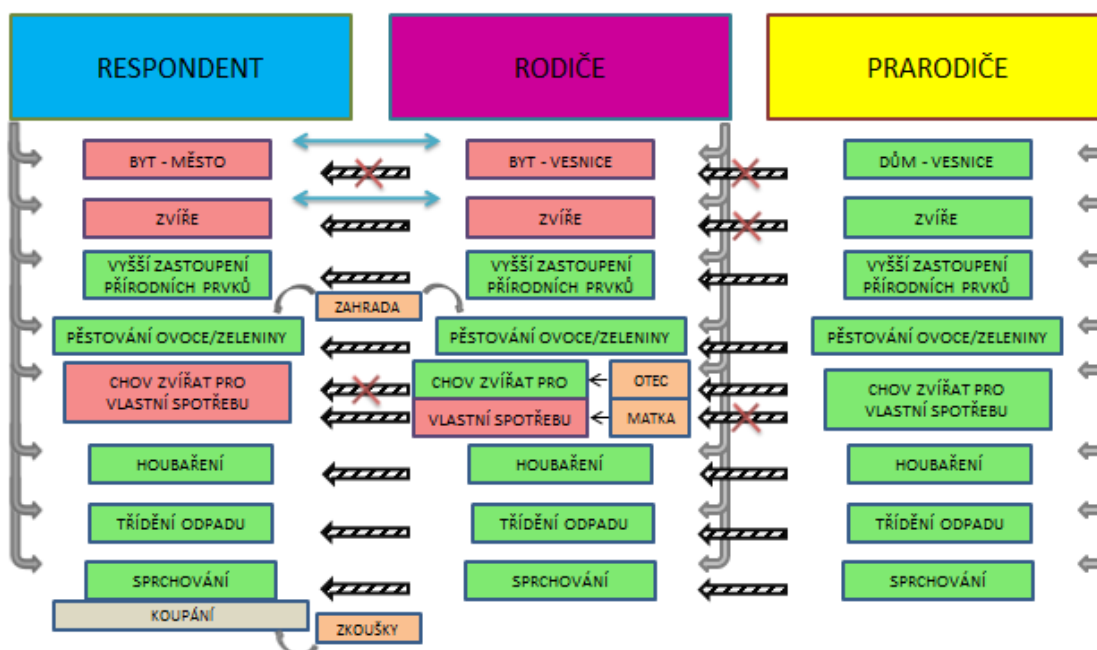 RESPONDENT
RODIČE
PRARODIČE
BYT - MĚSTO
BYT - VESNICE
DŮM - VESNICE
ZVÍŘE
ZVÍŘE
ZVÍŘE
VYŠŠÍ ZASTOUPENÍ
PŘÍRODNÍCH PRVKŮ
VYŠŠÍ ZASTOUPENÍ
PŘÍRODNÍCH PRVKŮ
VYŠŠÍ ZASTOUPENÍ
PŘÍRODNÍCH PRVKŮ
ZAHRADA
PĚSTOVÁNÍ OVOCE/ZELENINY
PĚSTOVÁNÍ OVOCE/ZELENINY
PĚSTOVÁNÍ OVOCE/ZELENINY
CHOV ZVÍŘAT PRO
VLASTNÍ SPOTŘEBU
CHOV ZVÍŘAT PRO
VLASTNÍ SPOTŘEBU
OTEC
MATKA
CHOV ZVÍŘAT PRO
VLASTNÍ SPOTŘEBU
HOUBAŘENÍ
HOUBAŘENÍ
HOUBAŘENÍ
TŘÍDĚNÍ ODPADU
TŘÍDĚNÍ ODPADU
TŘÍDĚNÍ ODPADU
SPRCHOVÁNÍ
SPRCHOVÁNÍ
SPRCHOVÁNÍ
KOUPÁNÍ
ZKOUŠKY